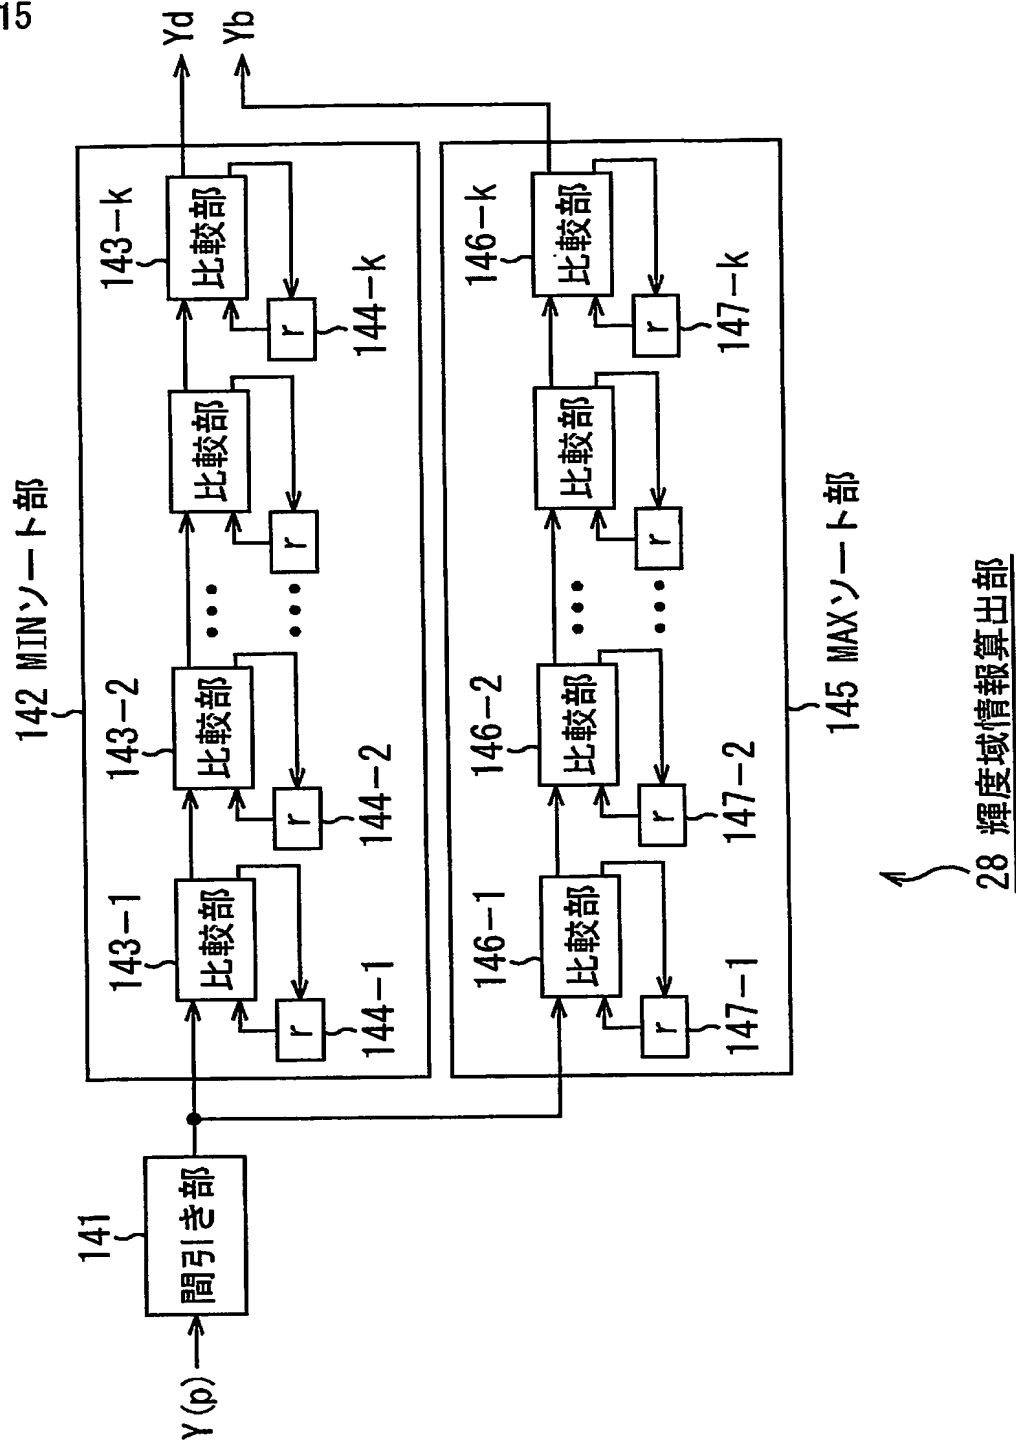 15
142 MINソート部
143-1
143-2
143-k
比較部
比較部
比較部
比較部
r
r
r
r
144-1
144-2
144-k
Yd
Yb
141
間引き部
Y(p)
146-1
146-2
146-k
比較部
比較部
比較部
比較部
r
r
r
r
147-1
147-2
147-k
145 MAXソート部
28 輝度域情報算出部